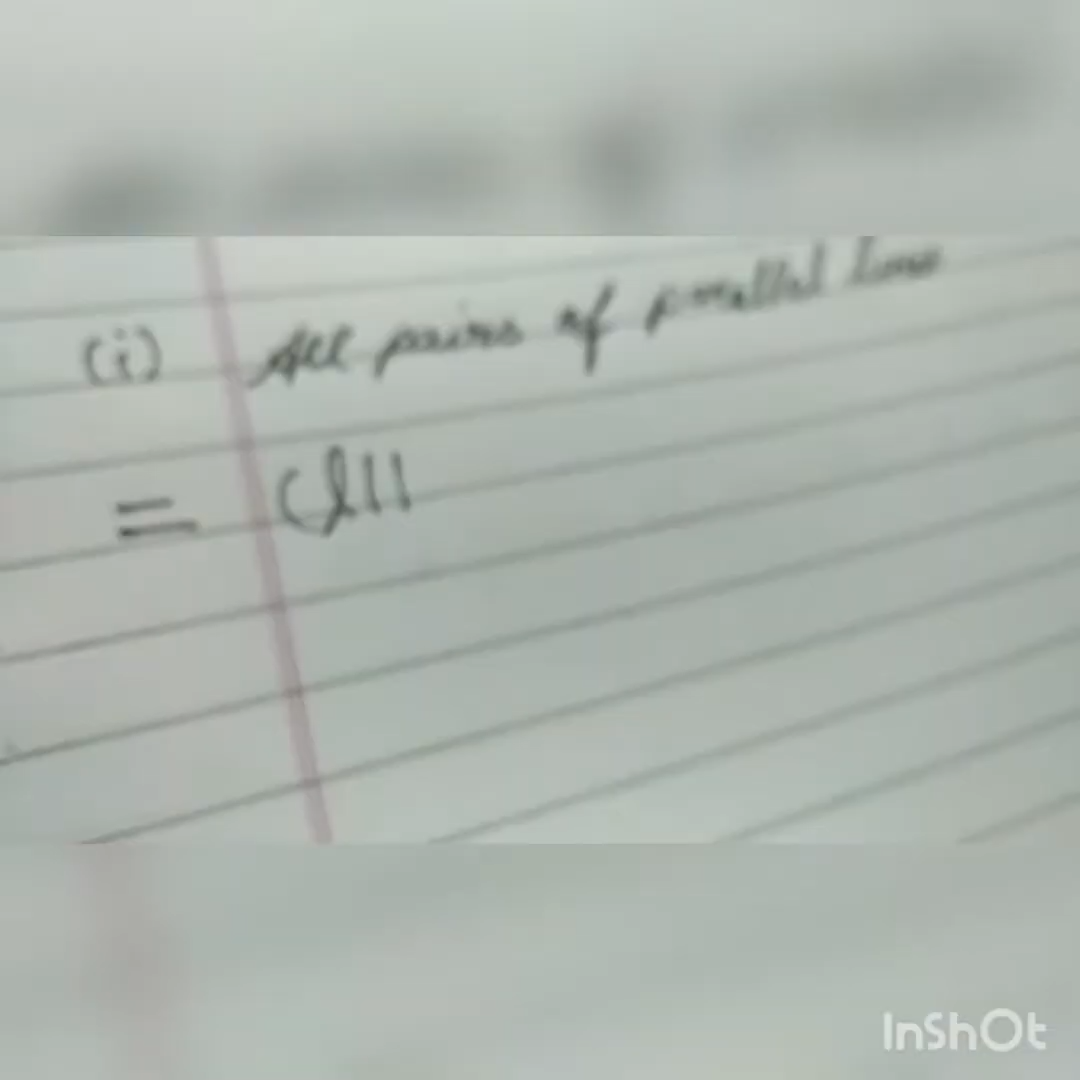 (i) All pairs of parallel lines
= l ||
InShOt